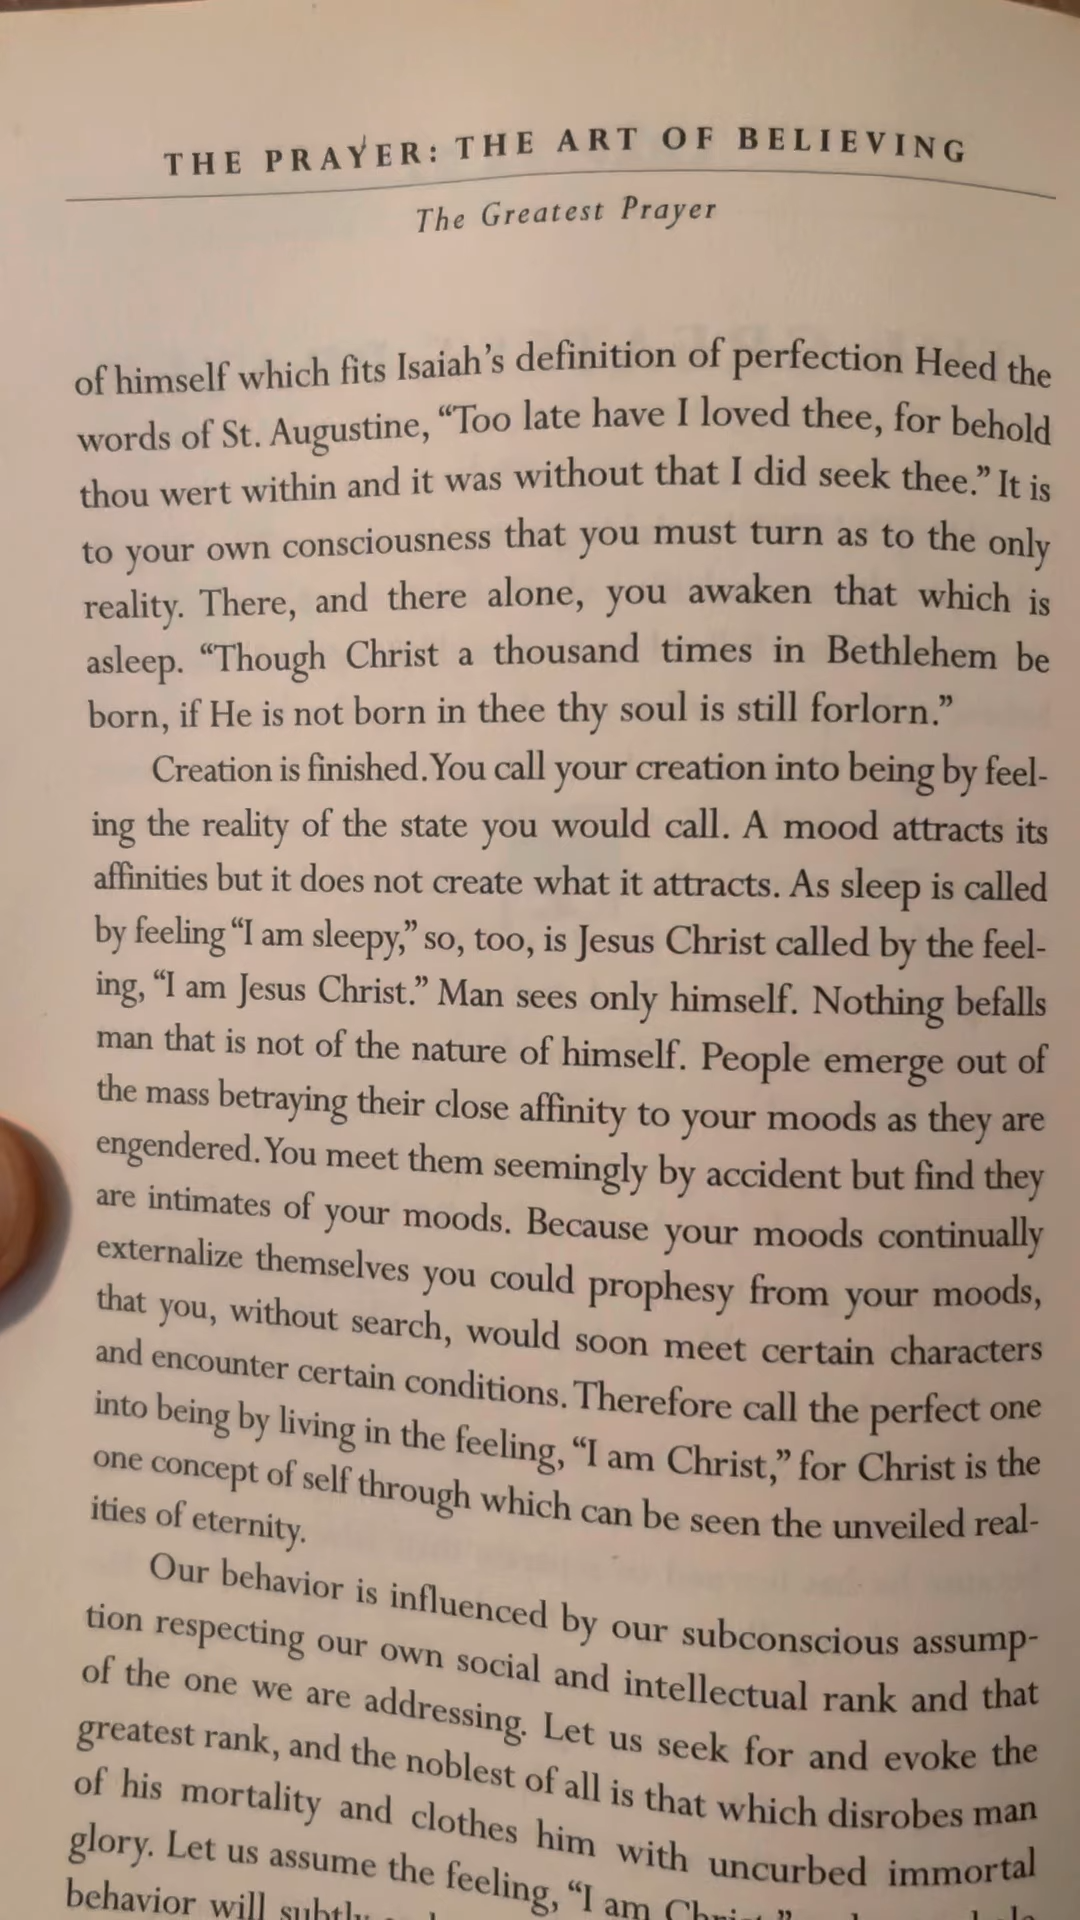 THE PRAYER: THE ART OF BELIEVING
The Greatest Prayer
of himself which fits Isaiah's definition of perfection Heed the
words of St. Augustine, “Too late have I loved thee, for behold
thou wert within and it was without that I did seek thee.” It is
to your own consciousness that you must turn as to the only
reality. There, and there alone, you awaken that which is
asleep. “Though Christ a thousand times in Bethlehem be
born, if He is not born in thee thy soul is still forlorn.”
Creation is finished. You call your creation into being by feel-
ing the reality of the state you would call. A mood attracts its
affinities but it does not create what it attracts. As sleep is called
by feeling “I am sleepy,” so, too, is Jesus Christ called by the feel-
ing, “I am Jesus Christ.” Man sees only himself. Nothing befalls
man that is not of the nature of himself. People emerge out of
the mass betraying their close affinity to your moods as they are
engendered. You meet them seemingly by accident but find they
are intimates of your moods. Because your moods continually
externalize themselves you could prophesy from your moods,
that you, without search, would soon meet certain characters
and encounter certain conditions. Therefore call the perfect one
into being by living in the feeling, “I am Christ,” for Christ is the
one concept of self through which can be seen the unveiled real-
ities of eternity.
Our behavior is influenced by our subconscious assump-
tion respecting our own social and intellectual rank and that
of the one we are addressing. Let us seek for and evoke the
greatest rank, and the noblest of all is that which disrobes man
of his mortality and clothes him with uncurbed immortal
glory. Let us assume the feeling, “I am Christ,”
behavior will subtly